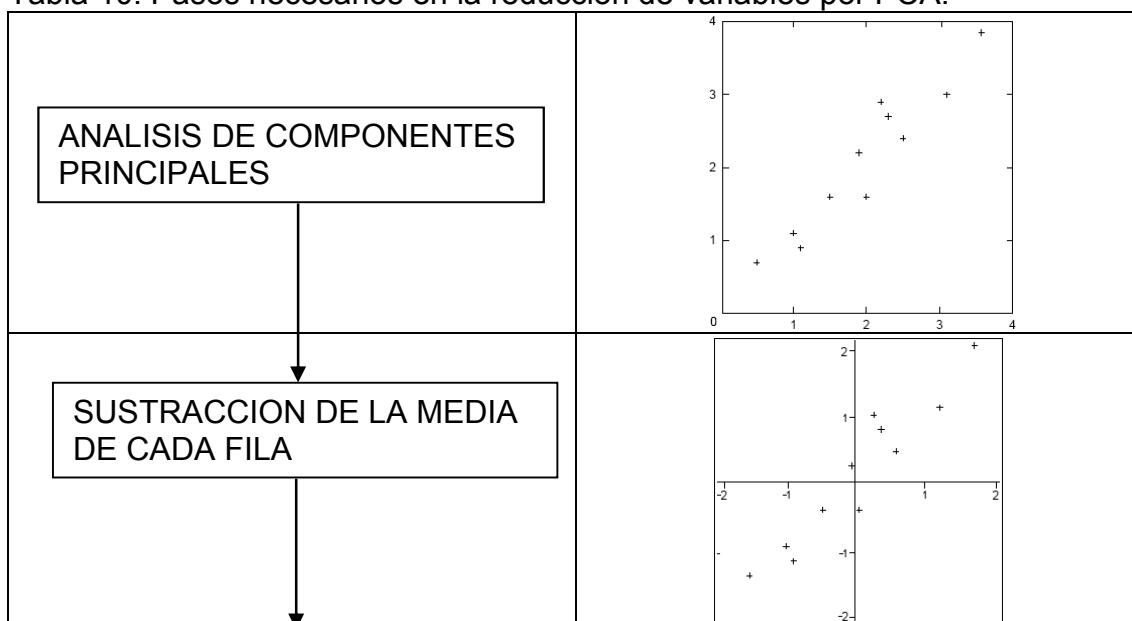 Tabla Pasos necesarios en la reducción de variables por PCA.
ANALISIS DE COMPONENTES
PRINCIPALES
4
3
2
1
0 1 2 3 4
SUSTRACCION DE LA MEDIA
DE CADA FILA
2
1
-2 -1 1 2
-1
-2